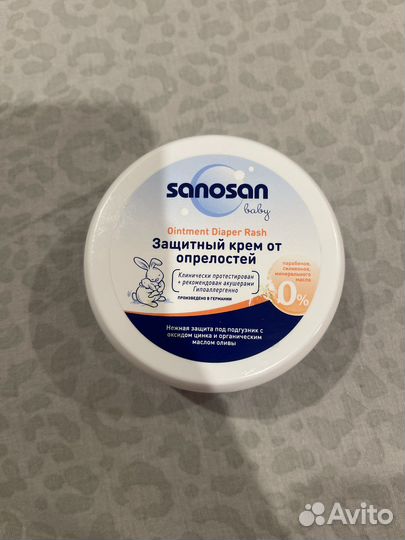 sanosan
baby
Ointment Diaper Rash
Защитный крем от
опрелостей
Клинически протестирован
+ рекомендован акушерами
Гипоаллергенно
ПРОИЗВЕДЕНО В ГЕРМАНИИ
парабенов,
силиконов,
минерального
масла
0%
Нежная защита под подгузник с
оксидом цинка и органическим
маслом оливы
Avito